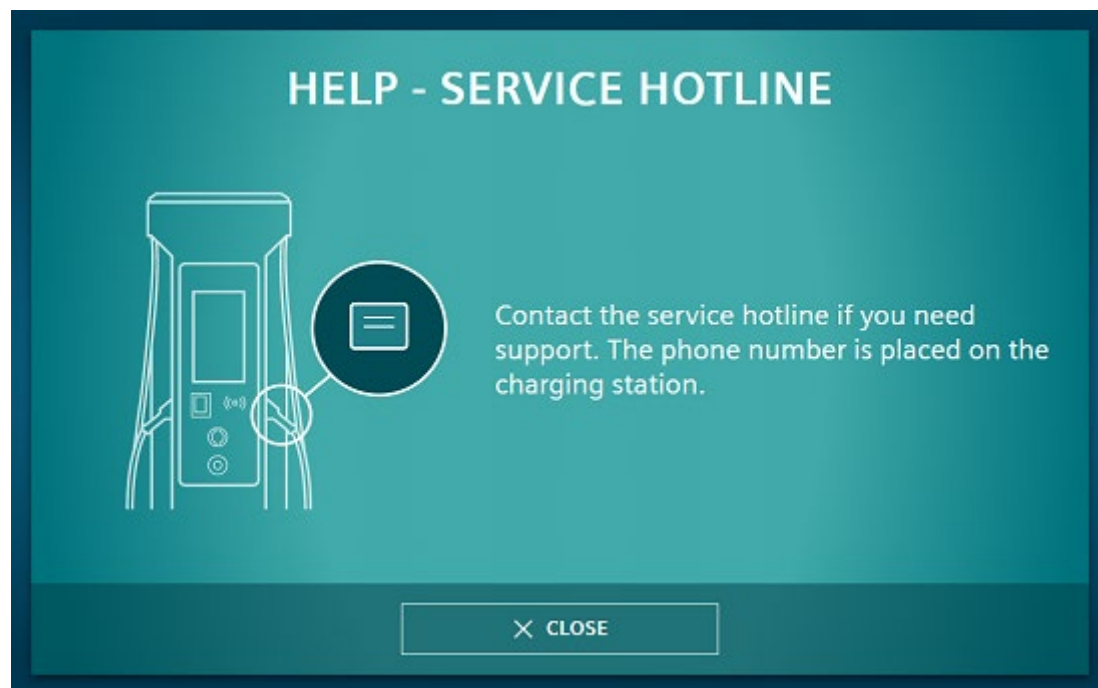 HELP - SERVICE HOTLINE
Contact the service hotline if you need
support. The phone number is placed on the
charging station.
CLOSE